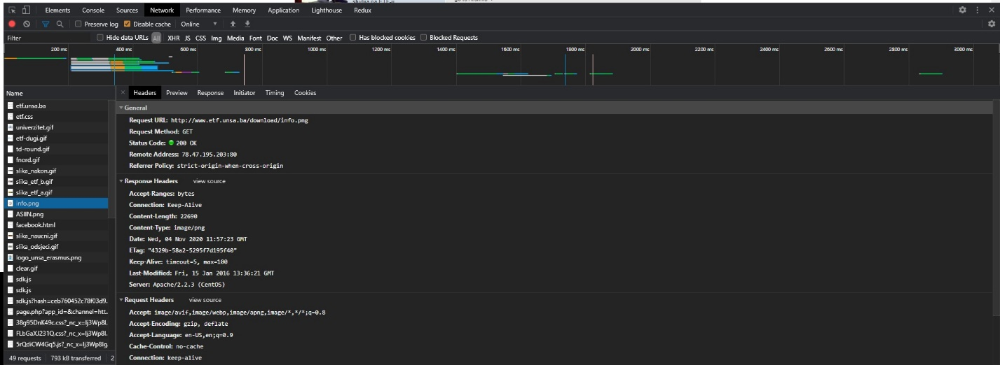 studija na ETF-u
Elements Console Sources Network Performance Memory Application Lighthouse Redux
Preserve log Disable cache Online
Filter Hide data URLs All XHR JS CSS Img Media Font Doc WS Manifest Other Has blocked cookies Blocked Requests
200 ms 400 ms 600 ms 800 ms 1000 ms 1200 ms 1400 ms 1600 ms 1800 ms 2000 ms 2200 ms 2400 ms 2600 ms 2800 ms 3000 ms
Name
etf.unsa.ba
etf.css
univerzitet.gif
etf-dugi.gif
td-round.gif
fnord.gif
slika_nakon.gif
slika_etf_b.gif
slika_etf_a.gif
info.png
ASIIN.png
facebook.html
slika_naucni.gif
slika_odsjeci.gif
logo_unsa_erasmus.png
clear.gif
sdk.js
sdk.js
sdk.js?hash=ceb760452c78f03d9.
page.php?app_id=&channel=htt..
38g95DnK49c.css?_nc_x=Ij3Wp8l.
FLbGaXJ231Q.css?_nc_x=Ij3Wp8l.
5rQdiCW4Gq5.js?_nc_x=Ij3Wp8lg.
49 requests 793 kB transferred 2
Headers Preview Response Initiator Timing Cookies
General
Request URL: http://www.etf.unsa.ba/download/info.png
Request Method: GET
Status Code: 200 OK
Remote Address: 78.47.195.203:80
Referrer Policy: strict-origin-when-cross-origin
Response Headers view source
Accept-Ranges: bytes
Connection: Keep-Alive
Content-Length: 22690
Content-Type: image/png
Date: Wed, 04 Nov 2020 11:57:23 GMT
ETag: "4329b-58a2-5295f7d195f40"
Keep-Alive: timeout=5, max=100
Last-Modified: Fri, 15 Jan 2016 13:36:21 GMT
Server: Apache/2.2.3 (CentOS)
Request Headers view source
Accept: image/avif,image/webp,image/apng,image/*,*/*;q=0.8
Accept-Encoding: gzip, deflate
Accept-Language: en-US,en;q=0.9
Cache-Control: no-cache
Connection: keep-alive